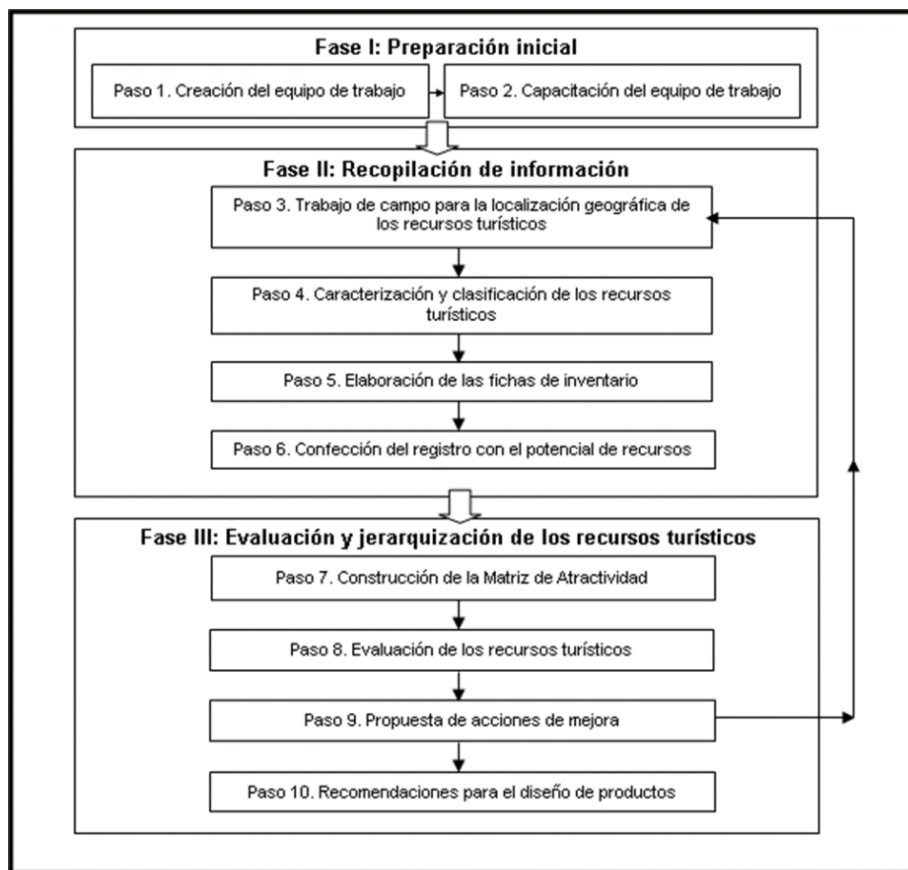 Fase I: Preparación inicial
Paso 1. Creación del equipo de trabajo
Paso 2. Capacitación del equipo de trabajo
Fase II: Recopilación de información
Paso 3. Trabajo de campo para la localización geográfica de
los recursos turísticos
Paso 4. Caracterización y clasificación de los recursos
turísticos
Paso 5. Elaboración de las fichas de inventario
Paso 6. Confección del registro con el potencial de recursos
Fase III: Evaluación y jerarquización de los recursos turísticos
Paso 7. Construcción de la Matriz de Atractividad
Paso 8. Evaluación de los recursos turísticos
Paso 9. Propuesta de acciones de mejora
Paso 10. Recomendaciones para el diseño de productos